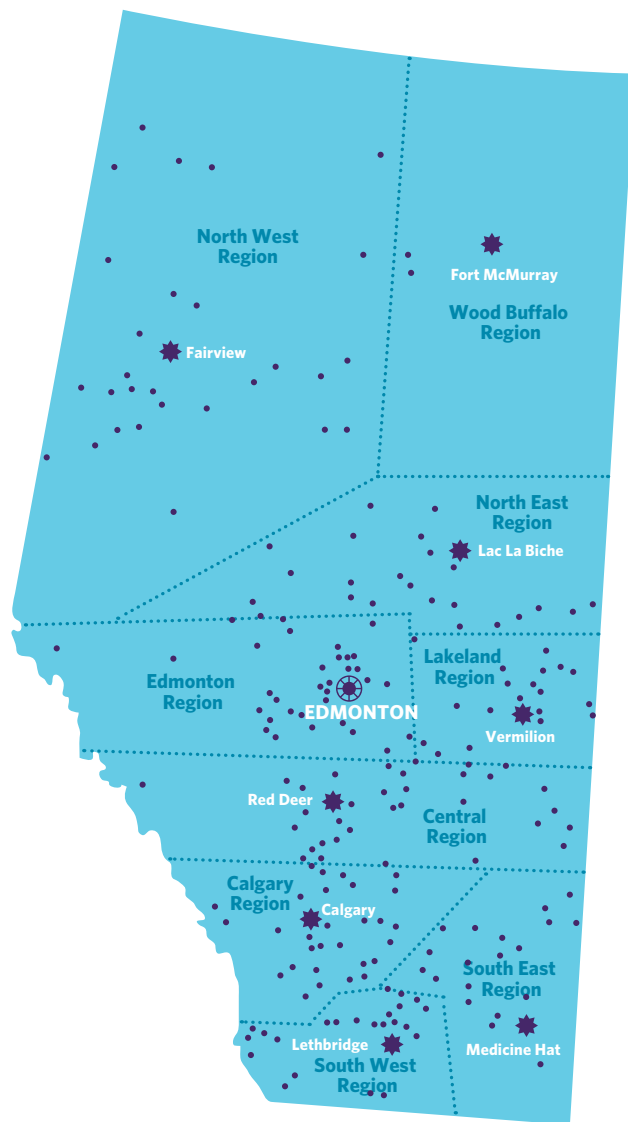 North West
Region
Fort McMurray
Wood Buffalo
Region
Fairview
North East
Region
Lac La Biche
Lakeland
Region
Edmonton
Region
EDMONTON
Vermilion
Red Deer
Central
Region
Calgary
Region
Calgary
South East
Region
Lethbridge
Medicine Hat
South West
Region